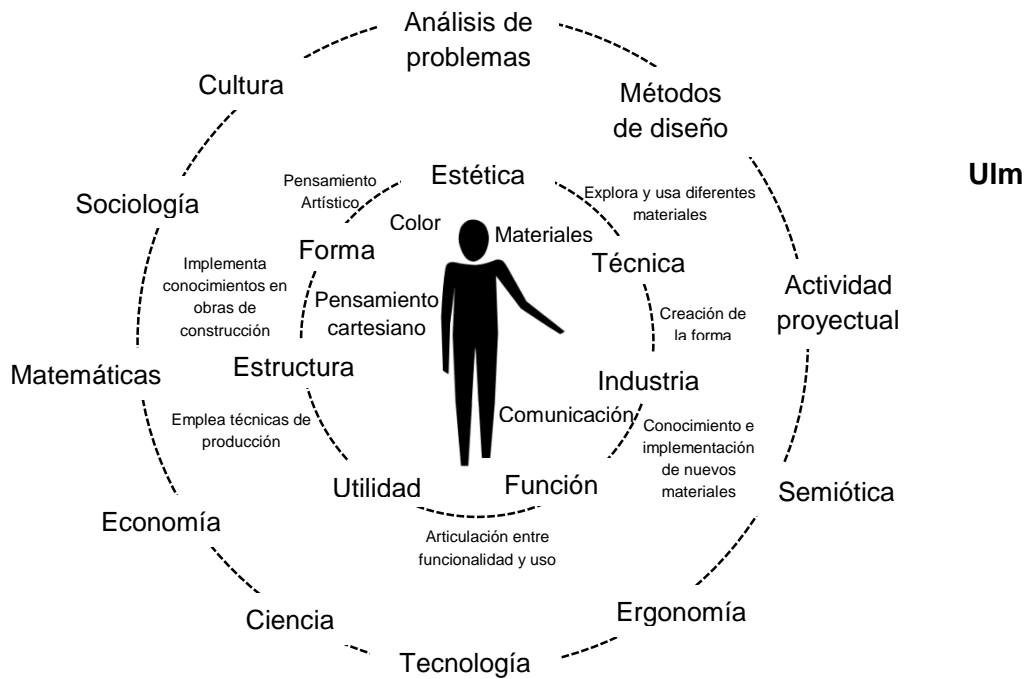 Análisis de
problemas
Cultura
Métodos
de diseño
Ulm
Estética
Pensamiento
Artístico
Explora y usa diferentes
materiales
Sociología
Color
Materiales
Forma
Técnica
Implementa
conocimientos en
obras de
construcción
Pensamiento
cartesiano
Actividad
proyectual
Creación de
la forma
Matemáticas
Estructura
Industria
Emplea técnicas de
producción
Comunicación
Conocimiento e
implementación
de nuevos
materiales
Utilidad
Función
Semiótica
Economía
Articulación entre
funcionalidad y uso
Ciencia
Ergonomía
Tecnología